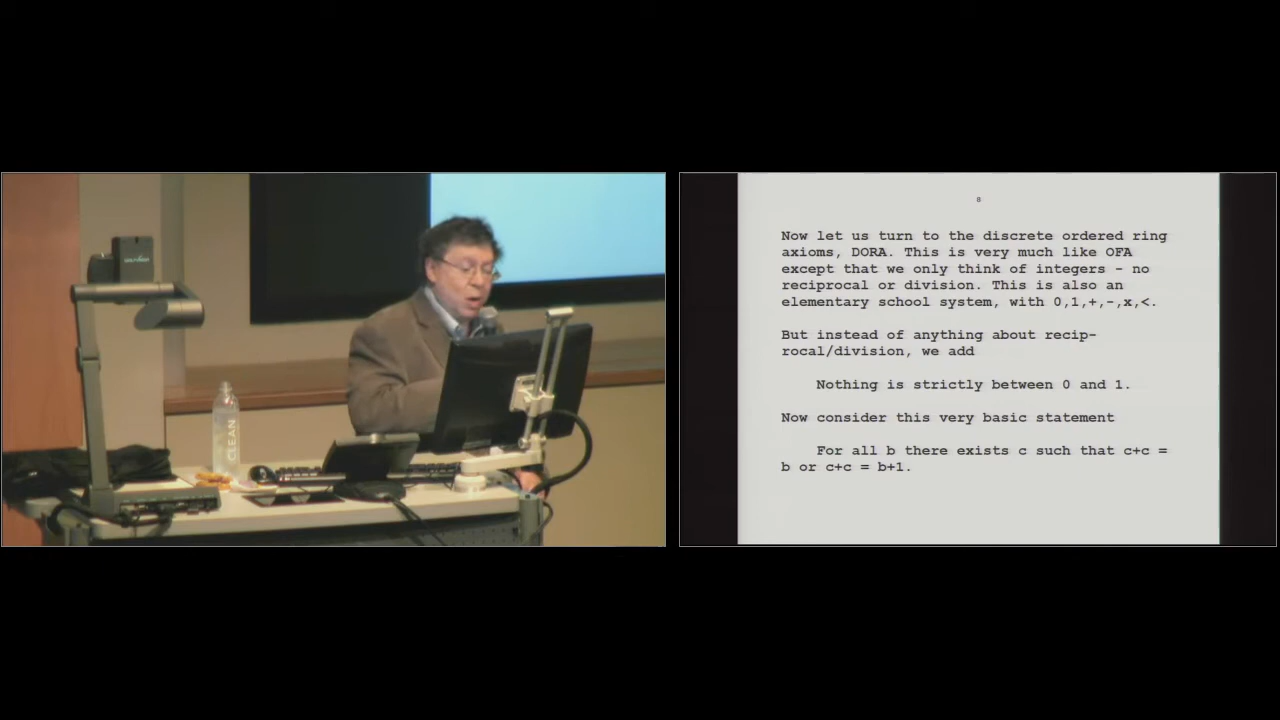 CLEAN
8
Now let us turn to the discrete ordered ring
axioms, DORA. This is very much like OFA
except that we only think of integers - no
reciprocal or division. This is also an
elementary school system, with 0,1,+,-,x,<.
But instead of anything about recip-
rocal/division, we add
Nothing is strictly between 0 and 1.
Now consider this very basic statement
For all b there exists c such that c+c =
b or c+c = b+1.